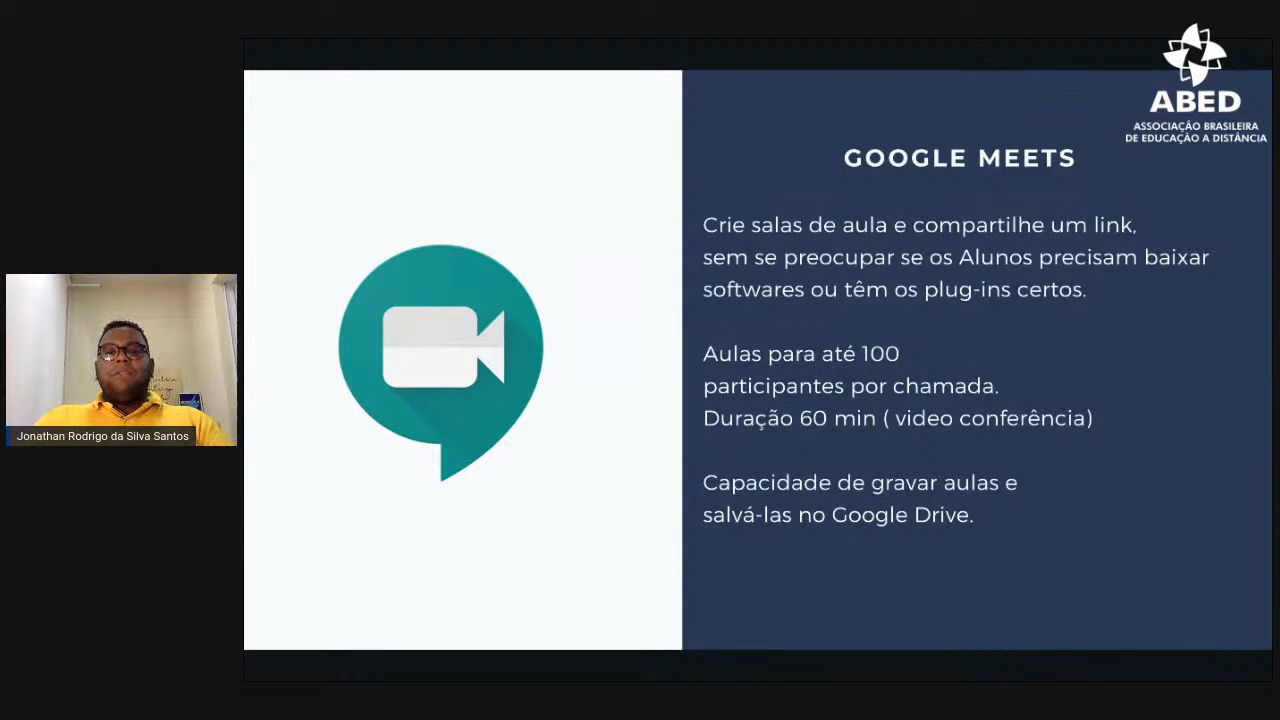 ABED
ASSOCIAÇÃO BRASILEIRA
DE EDUCAÇÃO A DISTÂNCIA
GOOGLE MEETS
Crie salas de aula e compartilhe um link,
sem se preocupar se os Alunos precisam baixar
softwares ou têm os plug-ins certos.
Aulas para até 100
participantes por chamada.
Duração 60 min ( video conferência)
Capacidade de gravar aulas e
salvá-las no Google Drive.
Jonathan Rodrigo da Silva Santos